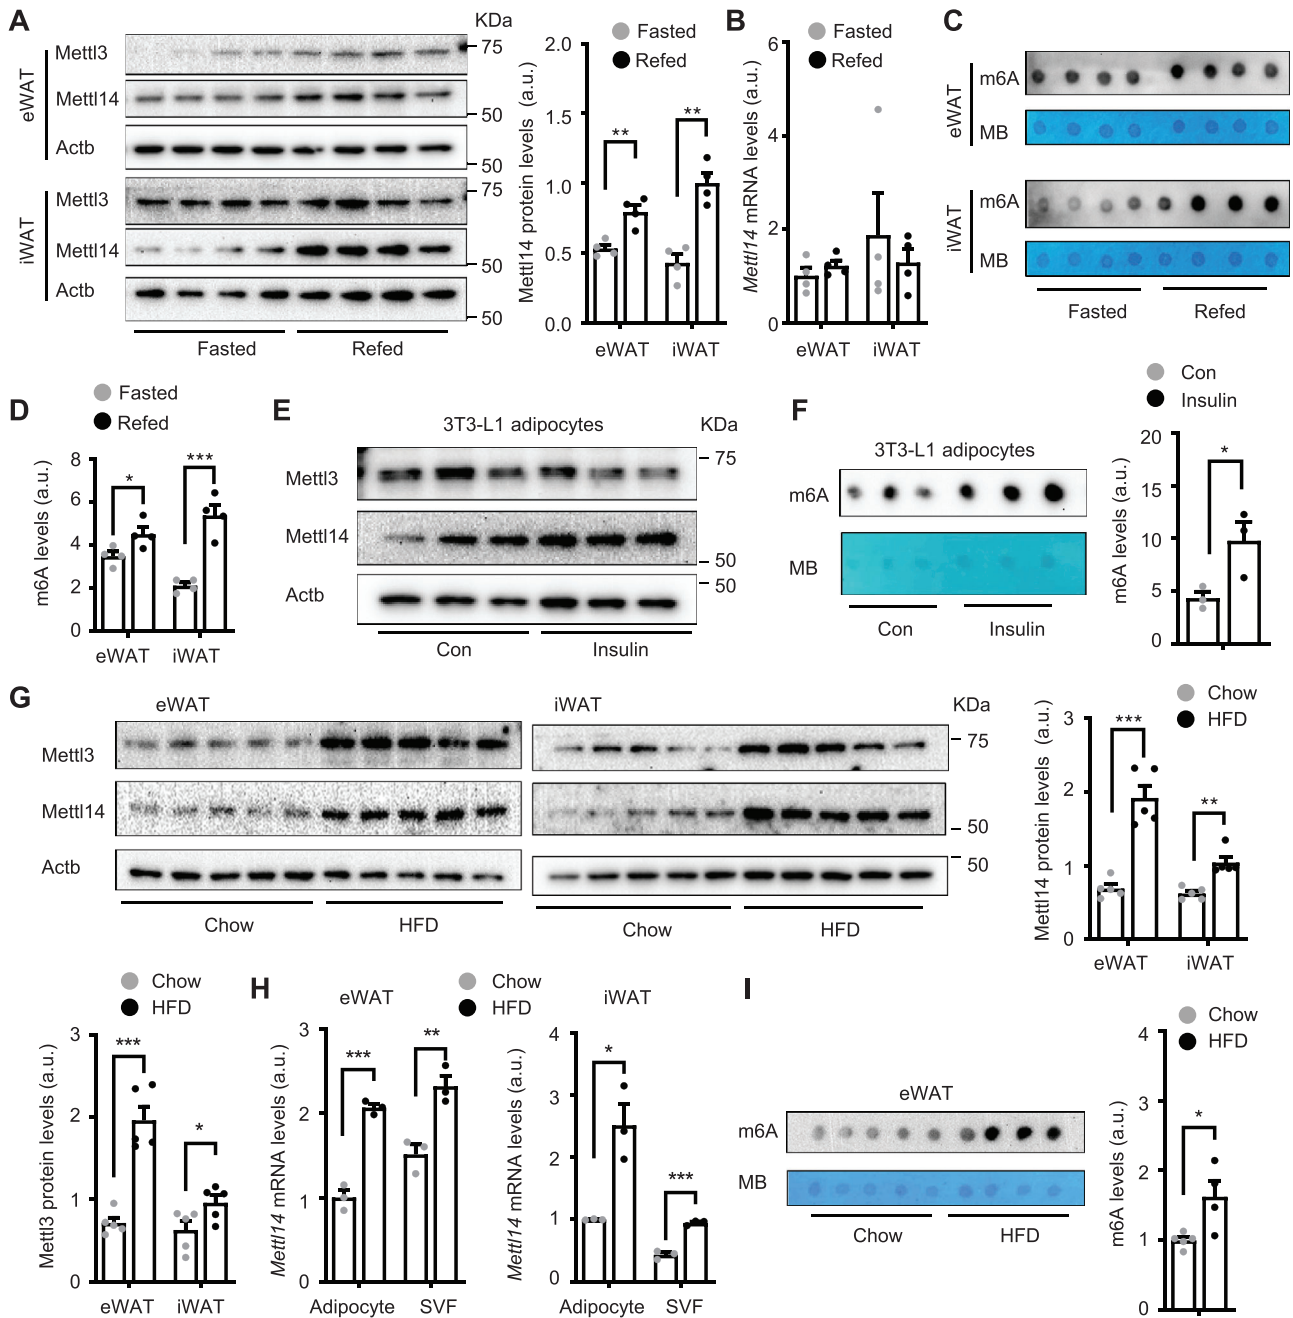 A
KDa
eWAT
Mettl3
75
Mettl14
50
Actb
50
iWAT
Mettl3
75
Mettl14
50
Actb
50
Fasted Refed
Fasted
Refed
Mettl14 protein levels (a.u.)
2.0
1.5
1.0
0.5
0.0
** **
eWAT iWAT
B
Fasted
Refed
Mettl14 mRNA levels (a.u.)
6
4
2
0
eWAT iWAT
C
eWAT
m6A
MB
iWAT
m6A
MB
Fasted Refed
D
Fasted
Refed
m6A levels (a.u.)
8
6
4
2
0
* ***
eWAT iWAT
E
3T3-L1 adipocytes
KDa
Mettl3
75
Mettl14
50
Actb
50
Con Insulin
F
3T3-L1 adipocytes
m6A
MB
Con Insulin
Con
Insulin
m6A levels (a.u.)
20
15
10
5
0
*
G
eWAT iWAT KDa
Mettl3
75
Mettl14
50
Actb
50
Chow HFD Chow HFD
Chow
HFD
Mettl14 protein levels (a.u.)
3
2
1
0
*** **
eWAT iWAT
Chow
HFD
Mettl3 protein levels (a.u.)
3
2
1
0
*** *
eWAT iWAT
H
eWAT
Chow
HFD
iWAT
Mettl14 mRNA levels (a.u.)
3
2
1
0
*** **
Adipocyte SVF
Mettl14 mRNA levels (a.u.)
4
3
2
1
0
* ***
Adipocyte SVF
I
eWAT
m6A
MB
Chow HFD
Chow
HFD
m6A levels (a.u.)
4
3
2
1
0
*